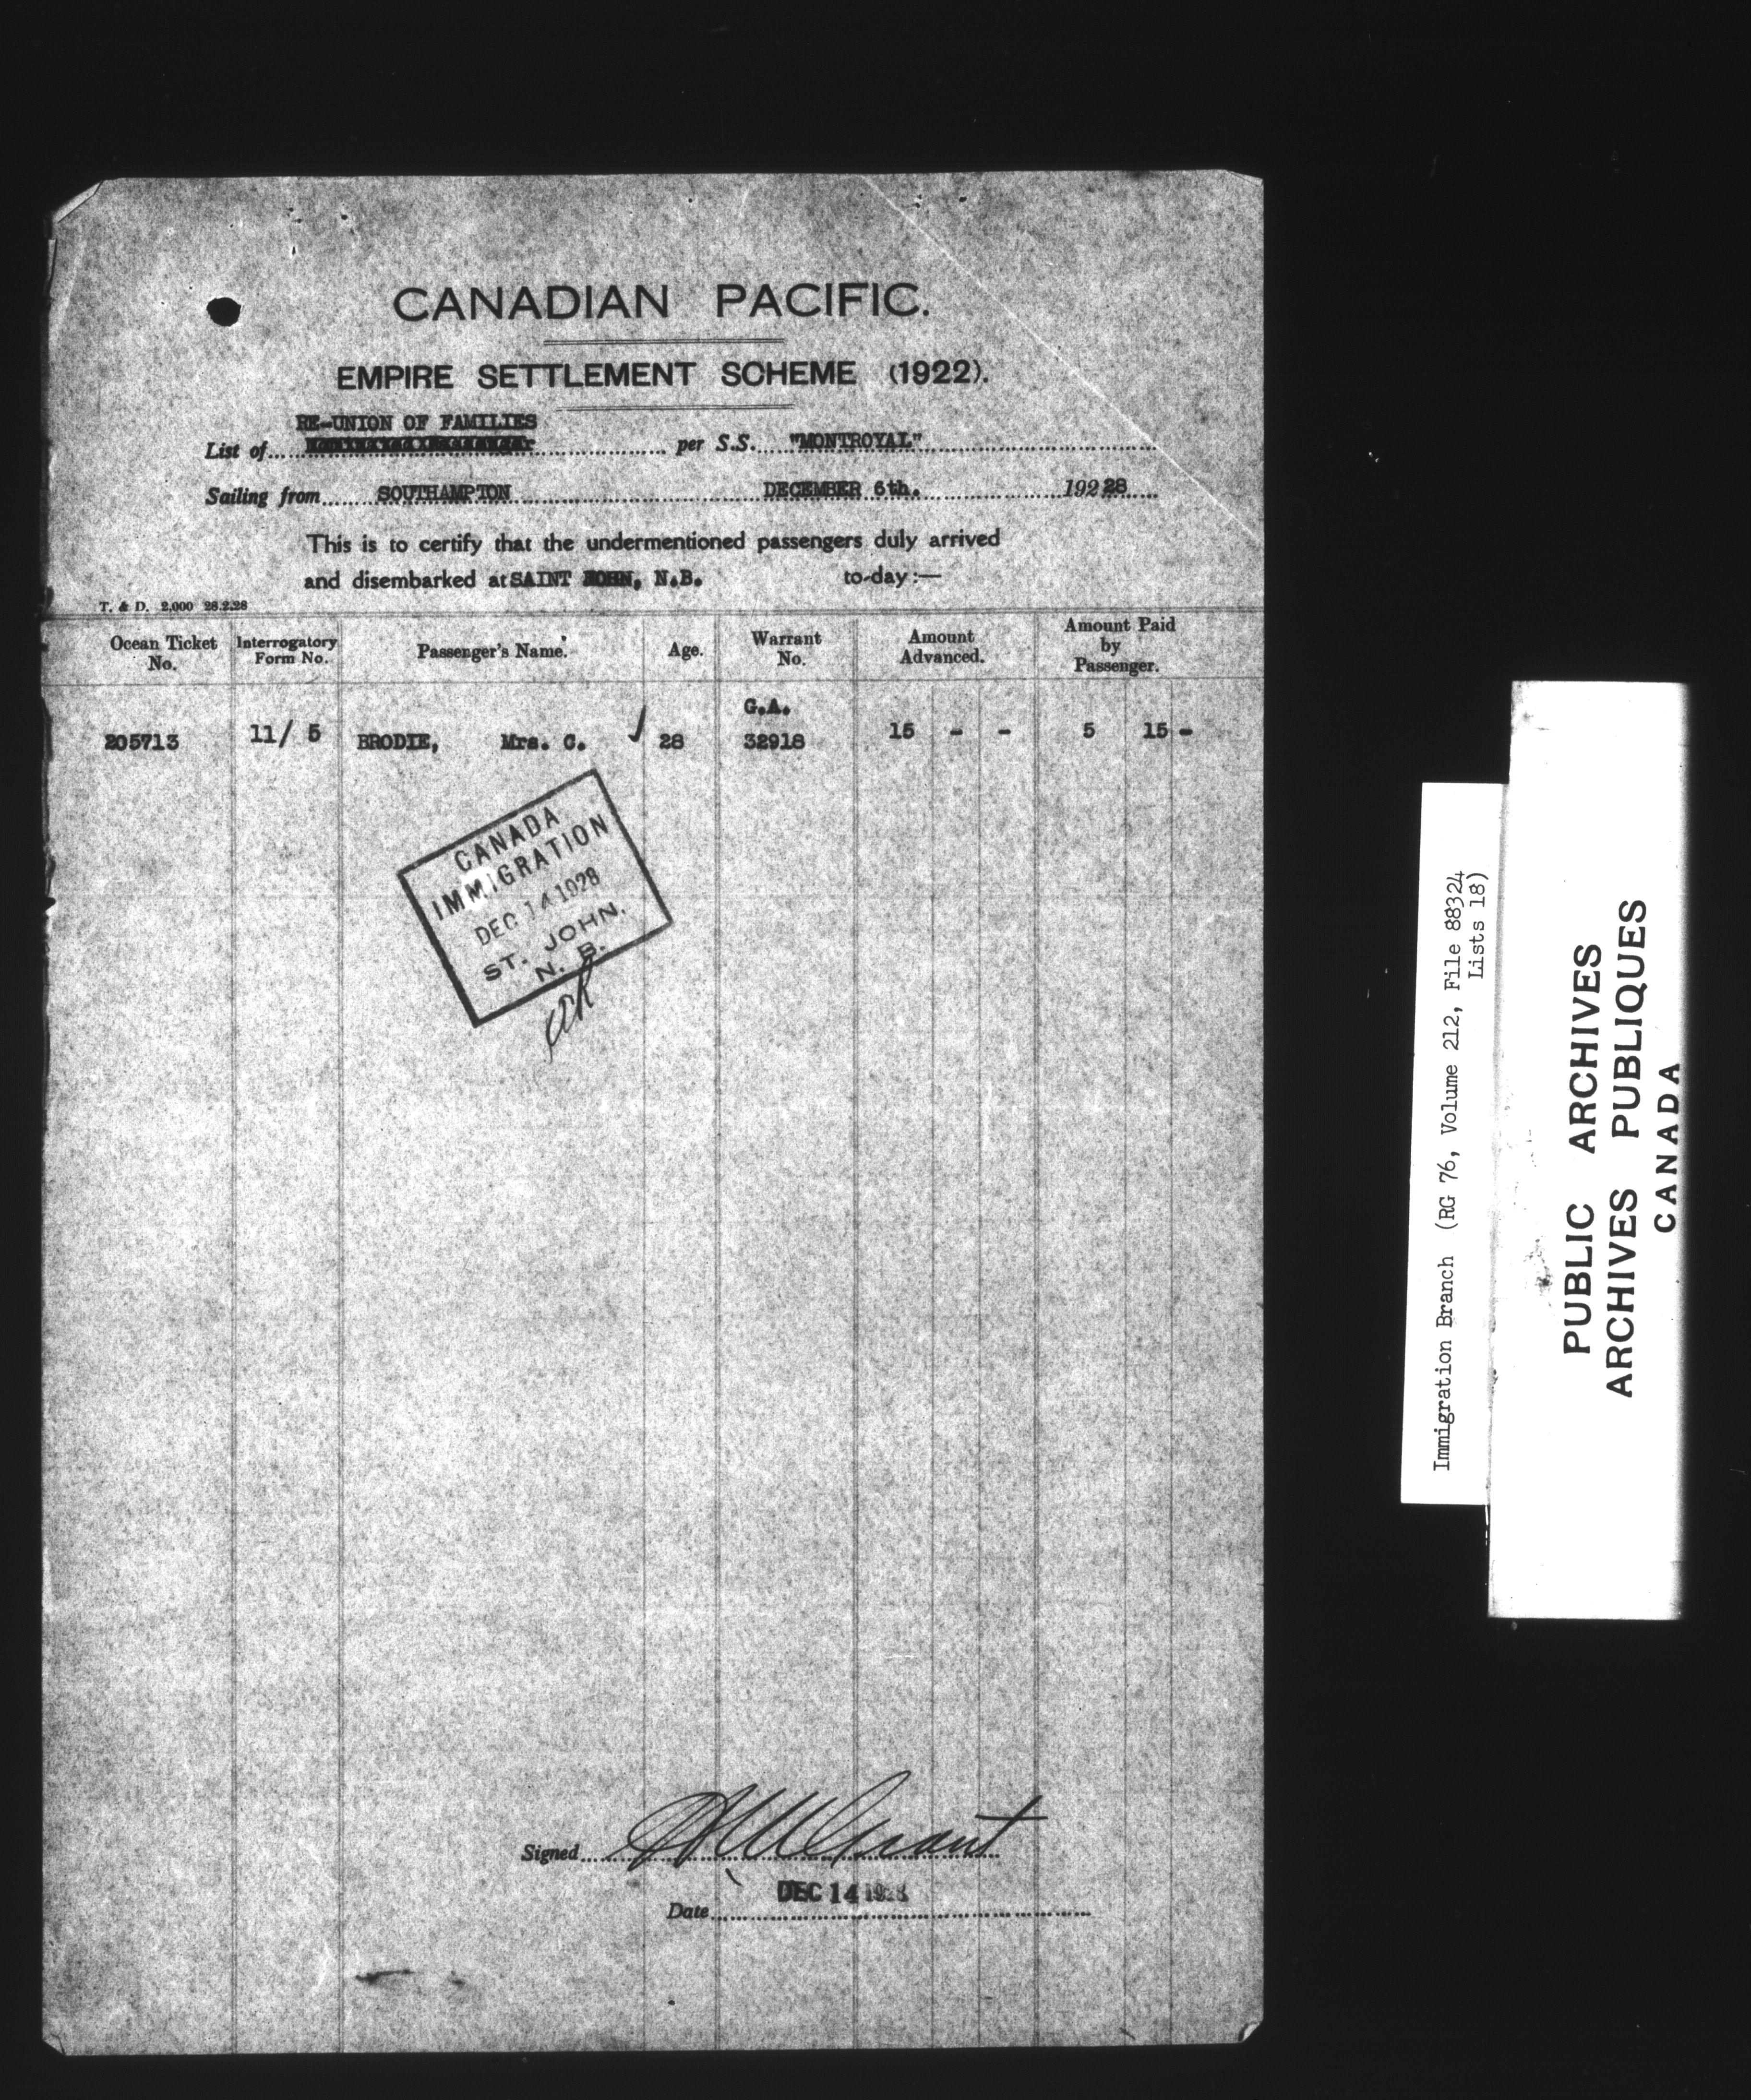 CANADIAN PACIFIC.
EMPIRE SETTLEMENT SCHEME (1922).
RE-UNION OF FAMILIES
List of per S.S. "MONTROYAL"
Sailing from SOUTHAMPTON DECEMBER 6th. 19228
This is to certify that the undermentioned passengers duly arrived
and disembarked at SAINT JOHN, N.B. to-day :—
T. & D. 2,000 28.2.28
Ocean Ticket No. Interrogatory Form No. Passenger's Name. Age. Warrant No. Amount Advanced. Amount Paid by Passenger.
G.A.
205713 11/ 5 BRODIE, Mrs. C. ✓ 28 32918 15 - - 5 15 -
CANADA
IMMIGRATION
DEC 14 1928
ST. JOHN,
N. B.
Signed Grant
Date DEC 14 1928
Immigration Branch (RG 76, Volume 212, File 88324
Lists 18)
PUBLIC ARCHIVES
ARCHIVES PUBLIQUES
CANADA